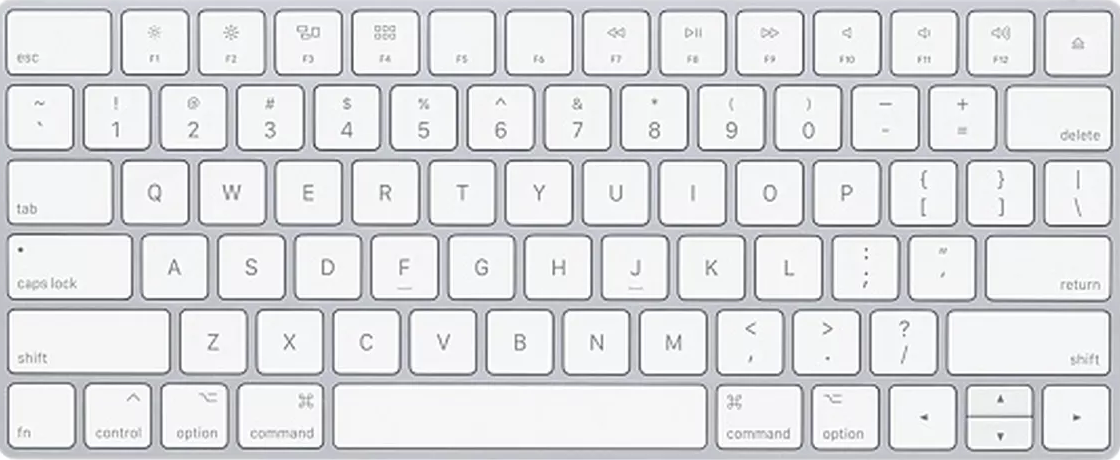 esc F1 F2 F3 F4 F5 F6 F7 F8 F9 F10 F11 F12
~ ! @ # $ % ^ & * ( ) — +
` 1 2 3 4 5 6 7 8 9 0 - = delete
tab Q W E R T Y U I O P { [ } ] | \
caps lock A S D F G H J K L : ; " ' return
shift Z X C V B N M < , > . ? / shift
fn control option command command option